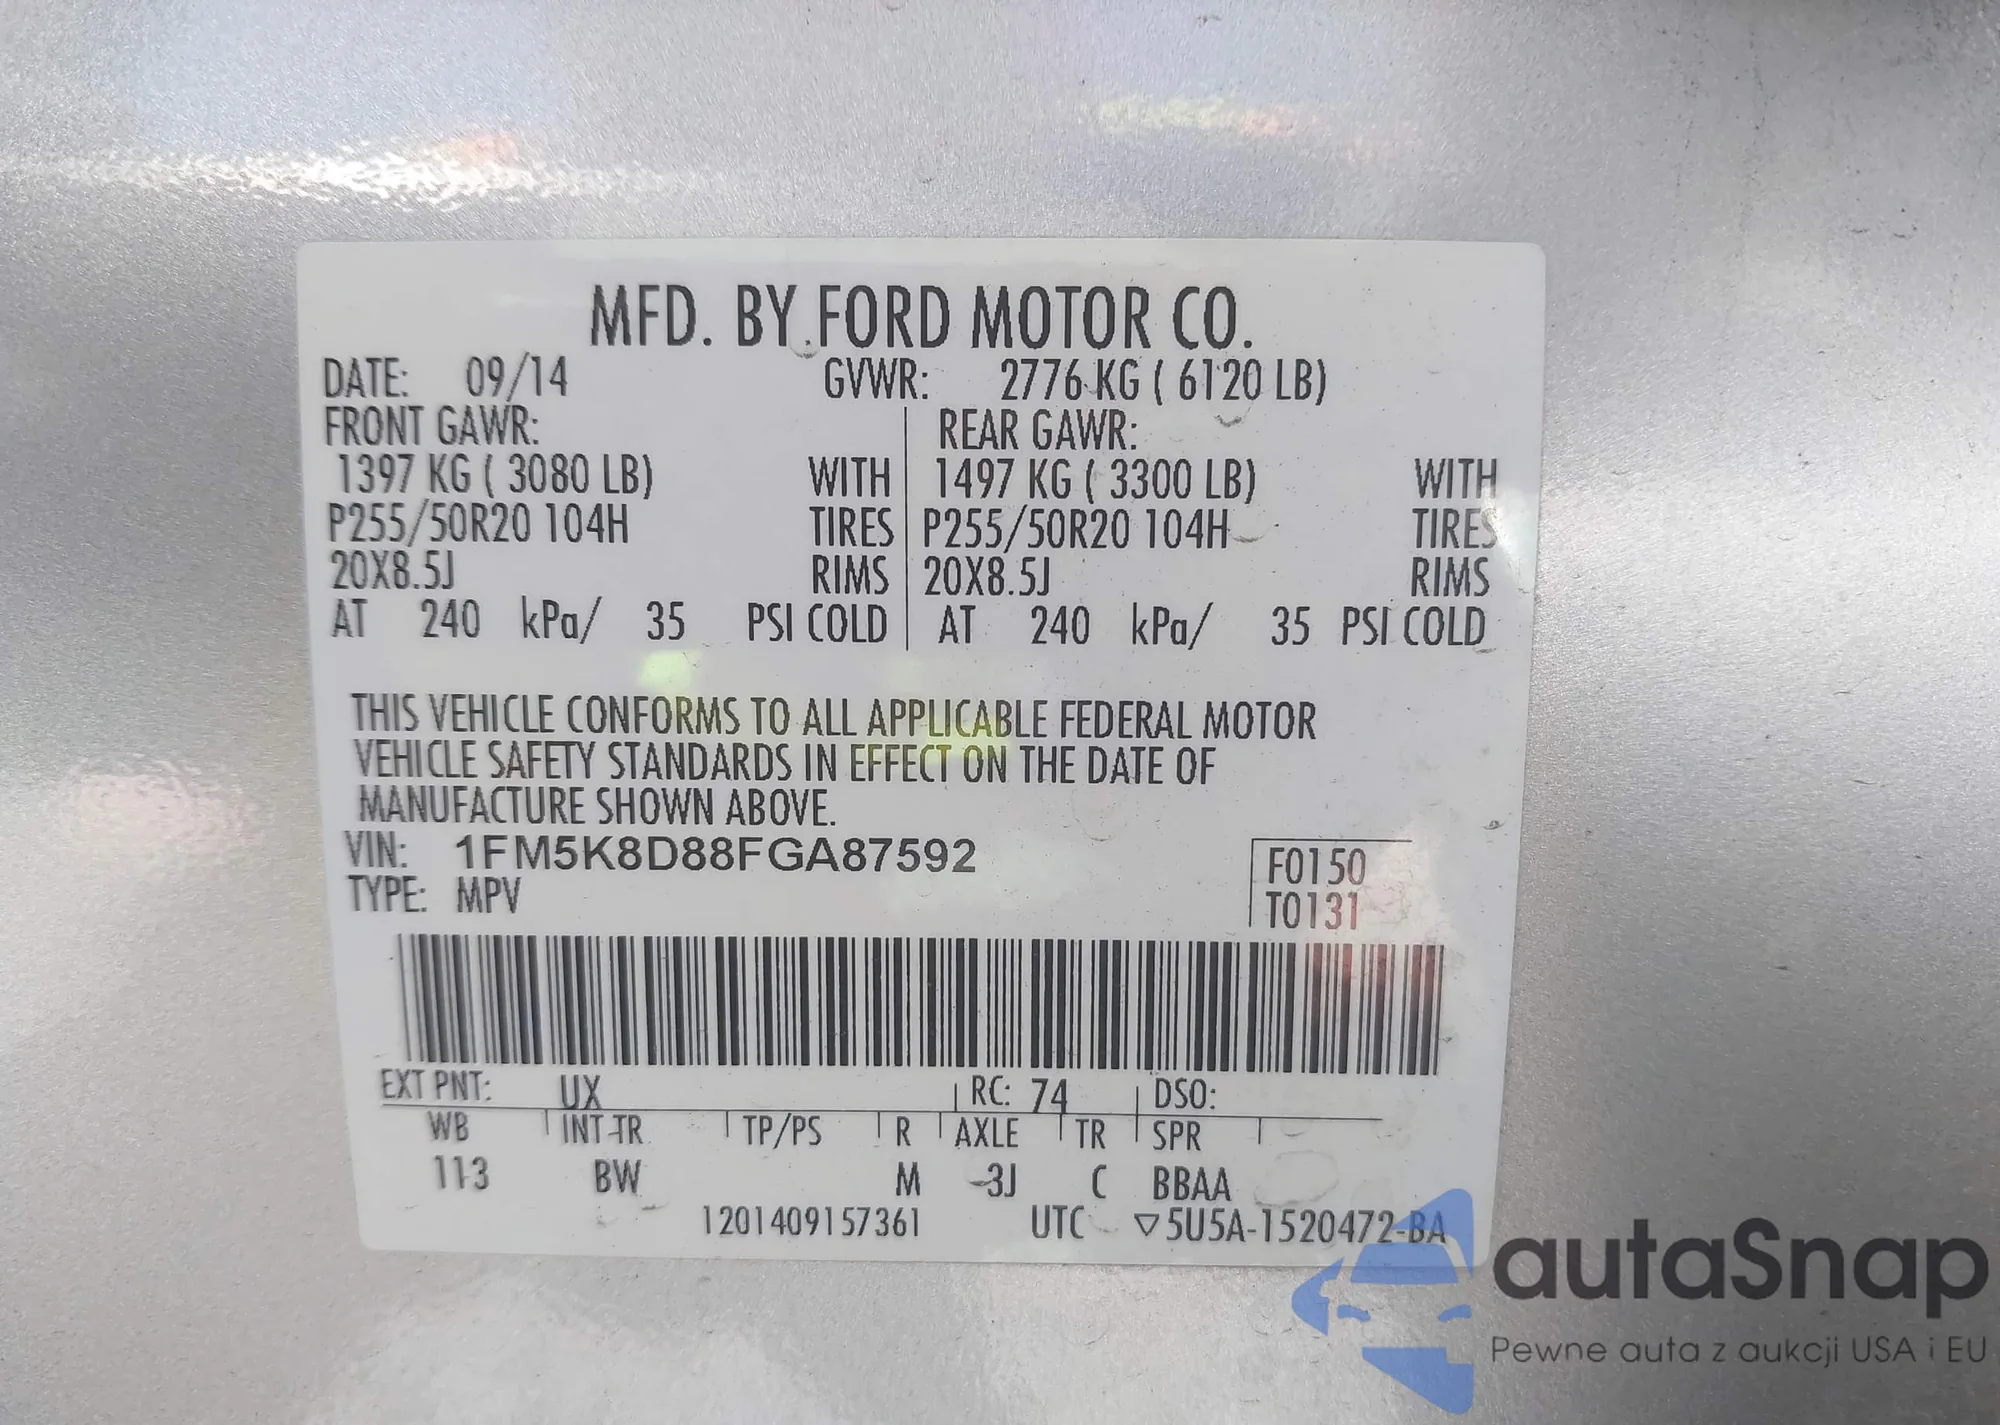 MFD. BY FORD MOTOR CO.
DATE: 09/14 GVWR: 2776 KG ( 6120 LB)
FRONT GAWR: REAR GAWR:
1397 KG ( 3080 LB) WITH 1497 KG ( 3300 LB) WITH
P255/50R20 104H TIRES P255/50R20 104H TIRES
20X8.5J RIMS 20X8.5J RIMS
AT 240 kPa/ 35 PSI COLD AT 240 kPa/ 35 PSI COLD
THIS VEHICLE CONFORMS TO ALL APPLICABLE FEDERAL MOTOR
VEHICLE SAFETY STANDARDS IN EFFECT ON THE DATE OF
MANUFACTURE SHOWN ABOVE.
VIN: 1FM5K8D88FGA87592
F0150
TYPE: MPV
T0131
EXT PNT: UX RC: 74 DSO:
WB INT TR TP/PS R AXLE TR SPR
113 BW M 3J C BBAA
1201409157361 UTC ▽5U5A-1520472-BA
autaSnap
Pewne auta z aukcji USA i EU